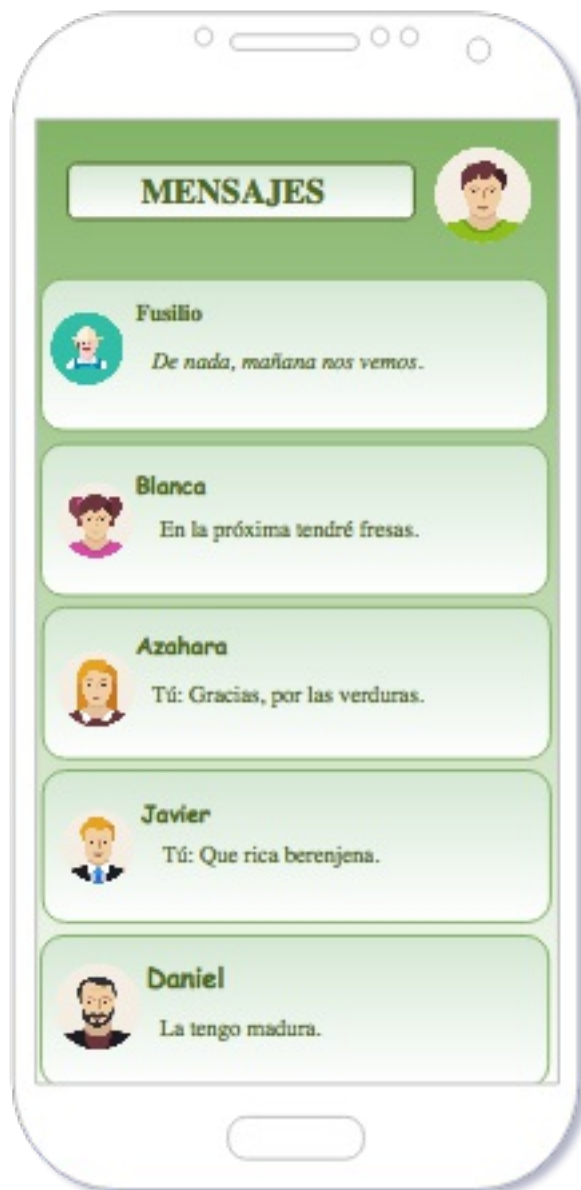 MENSAJES
Fusilio
De nada, mañana nos vemos.
Blanca
En la próxima tendré fresas.
Azahara
Tú: Gracias, por las verduras.
Javier
Tú: Que rica berenjena.
Daniel
La tengo madura.